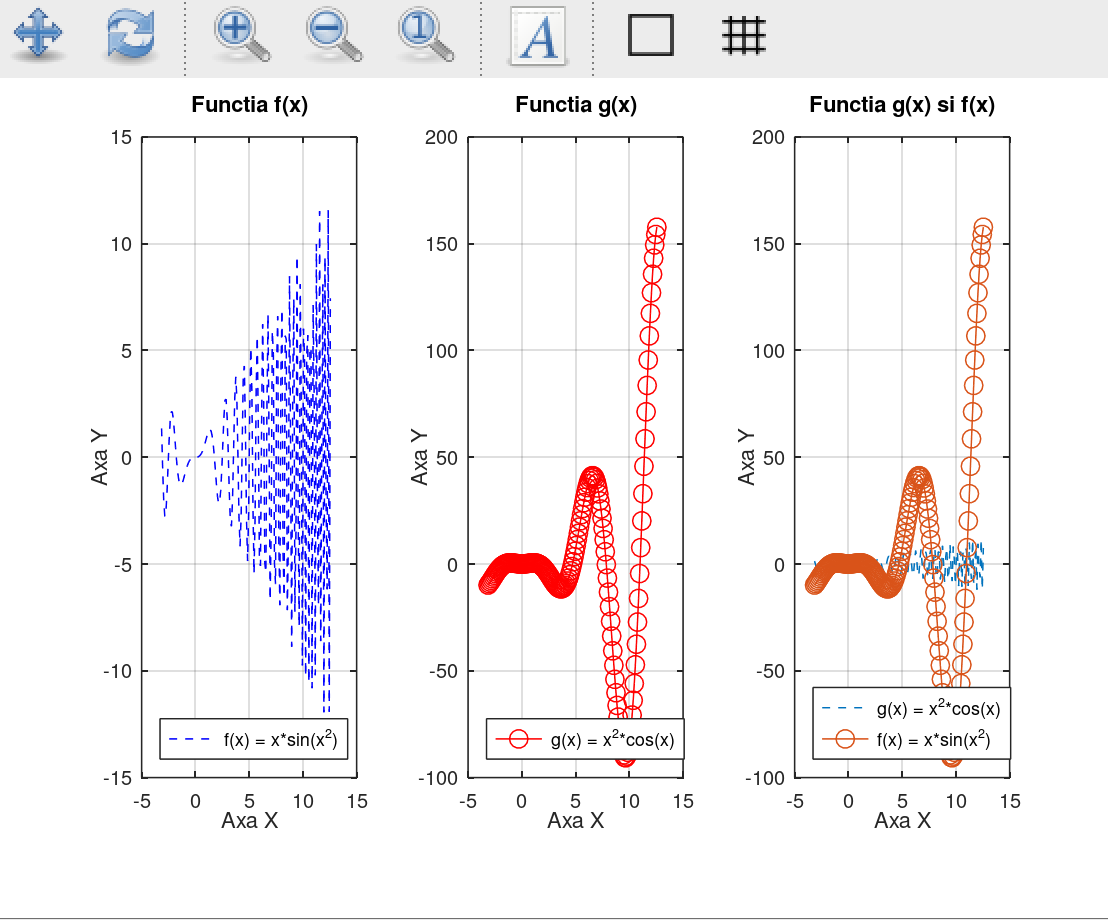 1
A
Functia f(x)
15
10
5
0
-5
-10
-15
-5 0 5 10 15
Axa X
Axa Y
f(x) = x*sin(x²)
Functia g(x)
200
150
100
50
0
-50
-100
-5 0 5 10 15
Axa X
Axa Y
g(x) = x²*cos(x)
Functia g(x) si f(x)
200
150
100
50
0
-50
-100
-5 0 5 10 15
Axa X
Axa Y
g(x) = x²*cos(x)
f(x) = x*sin(x²)